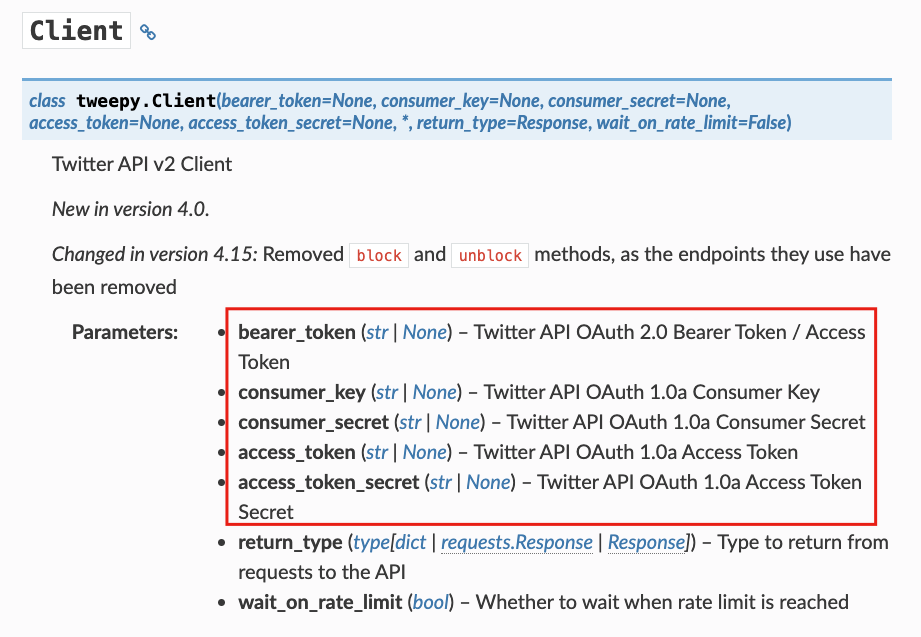 Client
class tweepy.Client(bearer_token=None, consumer_key=None, consumer_secret=None,
access_token=None, access_token_secret=None, *, return_type=Response, wait_on_rate_limit=False)
Twitter API v2 Client
New in version 4.0.
Changed in version 4.15: Removed block and unblock methods, as the endpoints they use have
been removed
Parameters: • bearer_token (str | None) – Twitter API OAuth 2.0 Bearer Token / Access
Token
• consumer_key (str | None) – Twitter API OAuth 1.0a Consumer Key
• consumer_secret (str | None) – Twitter API OAuth 1.0a Consumer Secret
• access_token (str | None) – Twitter API OAuth 1.0a Access Token
• access_token_secret (str | None) – Twitter API OAuth 1.0a Access Token
Secret
• return_type (type[dict | requests.Response | Response]) – Type to return from
requests to the API
• wait_on_rate_limit (bool) – Whether to wait when rate limit is reached